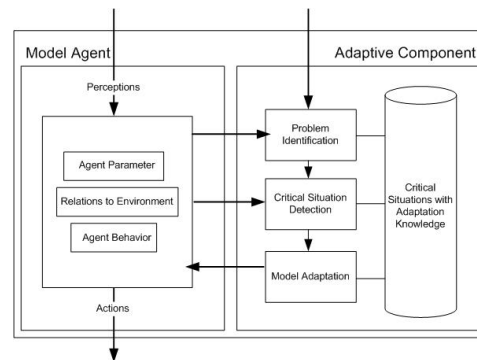 Model Agent
Adaptive Component
Perceptions
Agent Parameter
Relations to Environment
Agent Behavior
Actions
Problem
Identification
Critical Situation
Detection
Model Adaptation
Critical
Situations with
Adaptation
Knowledge